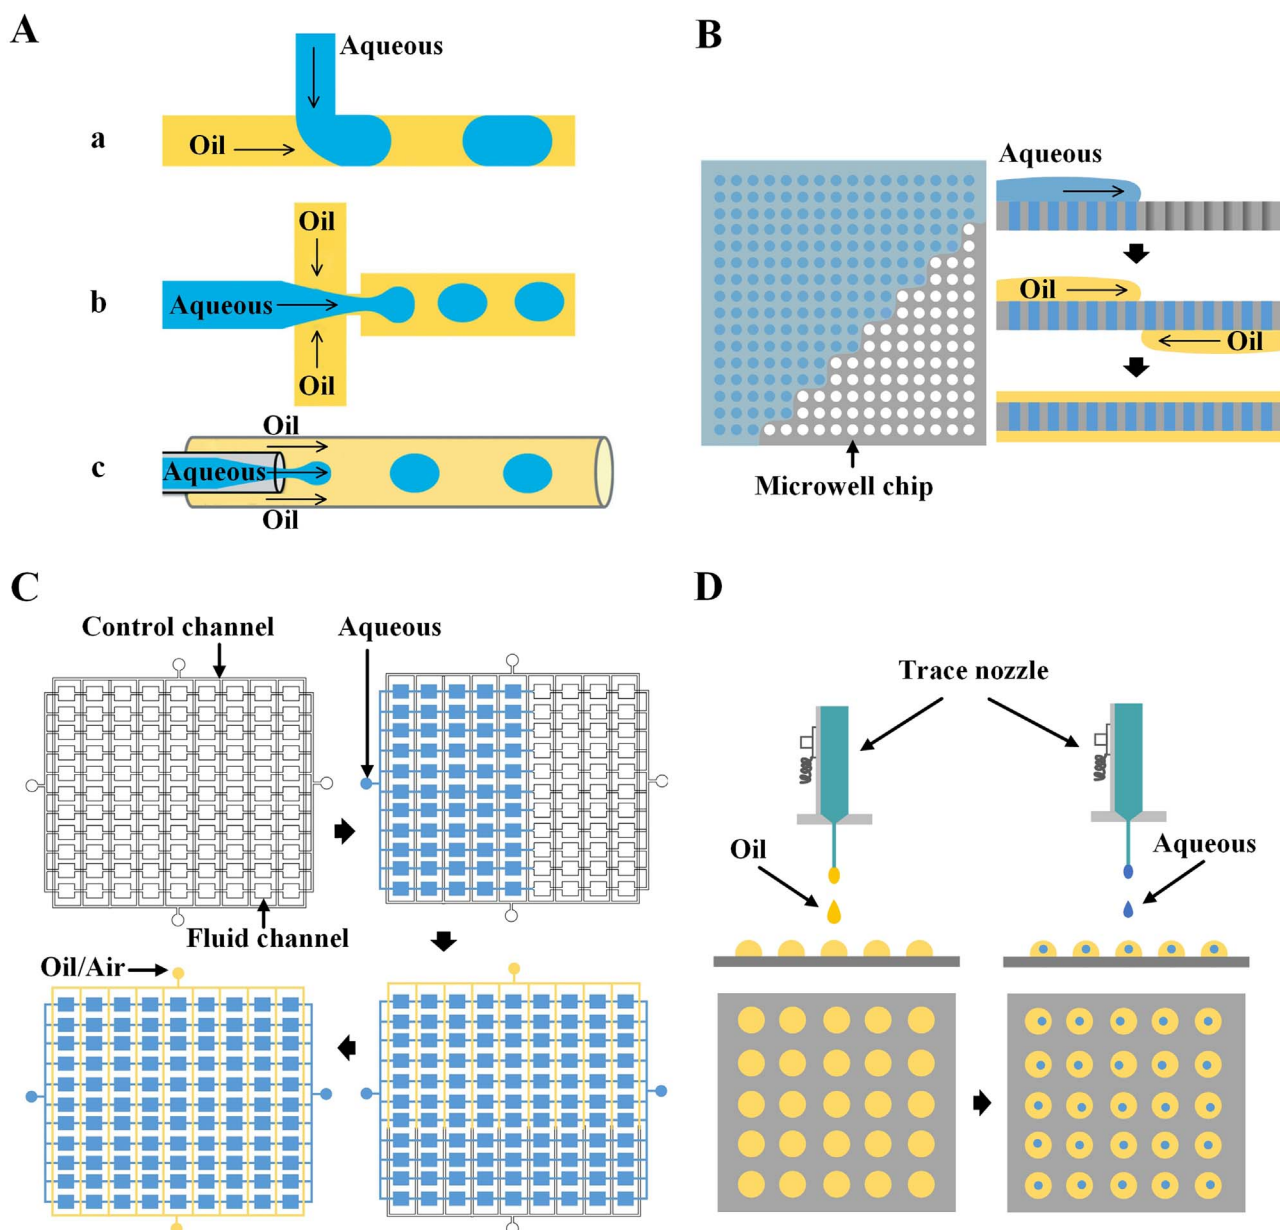 A
Aqueous
a
Oil
Oil
b
Aqueous
Oil
Oil
c
Aqueous
Oil
B
Aqueous
Oil
Oil
Microwell chip
C
Control channel
Aqueous
Fluid channel
Oil/Air
D
Trace nozzle
Oil
Aqueous